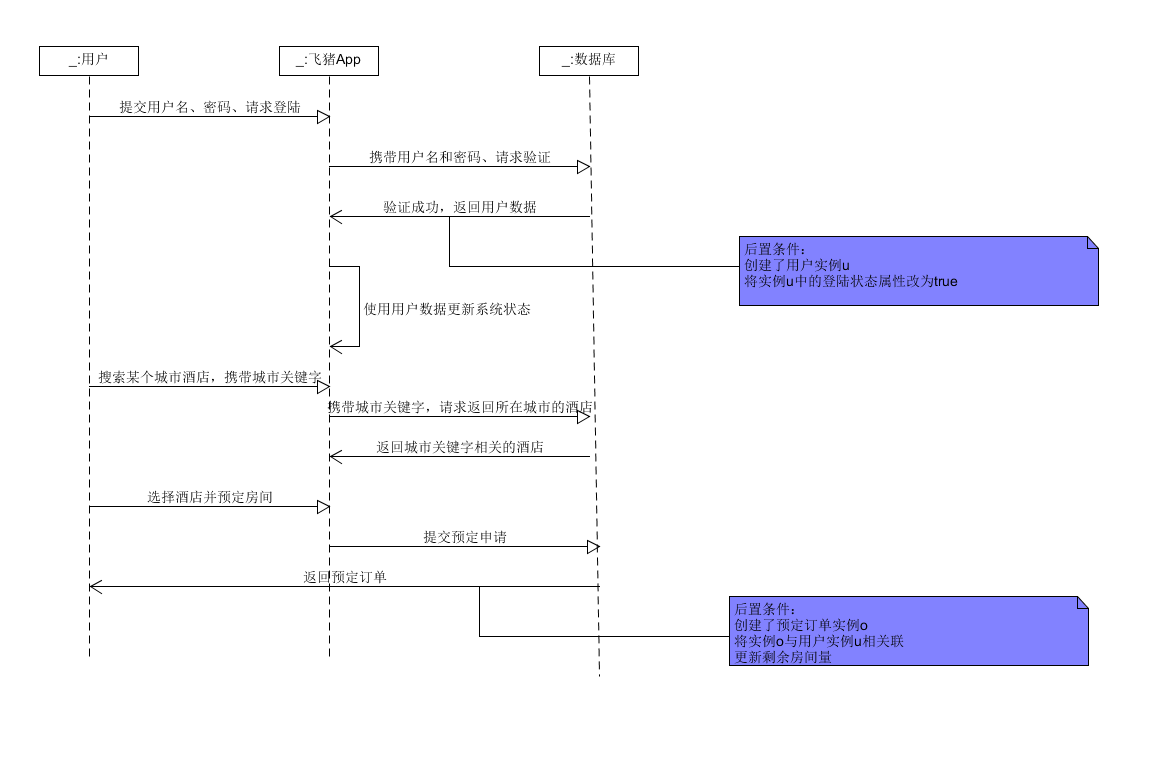 _:用户
_:飞猪App
_:数据库
提交用户名、密码、请求登陆
携带用户名和密码、请求验证
验证成功，返回用户数据
后置条件：
创建了用户实例u
将实例u中的登陆状态属性改为true
使用用户数据更新系统状态
搜索某个城市酒店，携带城市关键字
携带城市关键字，请求返回所在城市的酒店
返回城市关键字相关的酒店
选择酒店并预定房间
提交预定申请
返回预定订单
后置条件：
创建了预定订单实例o
将实例o与用户实例u相关联
更新剩余房间量